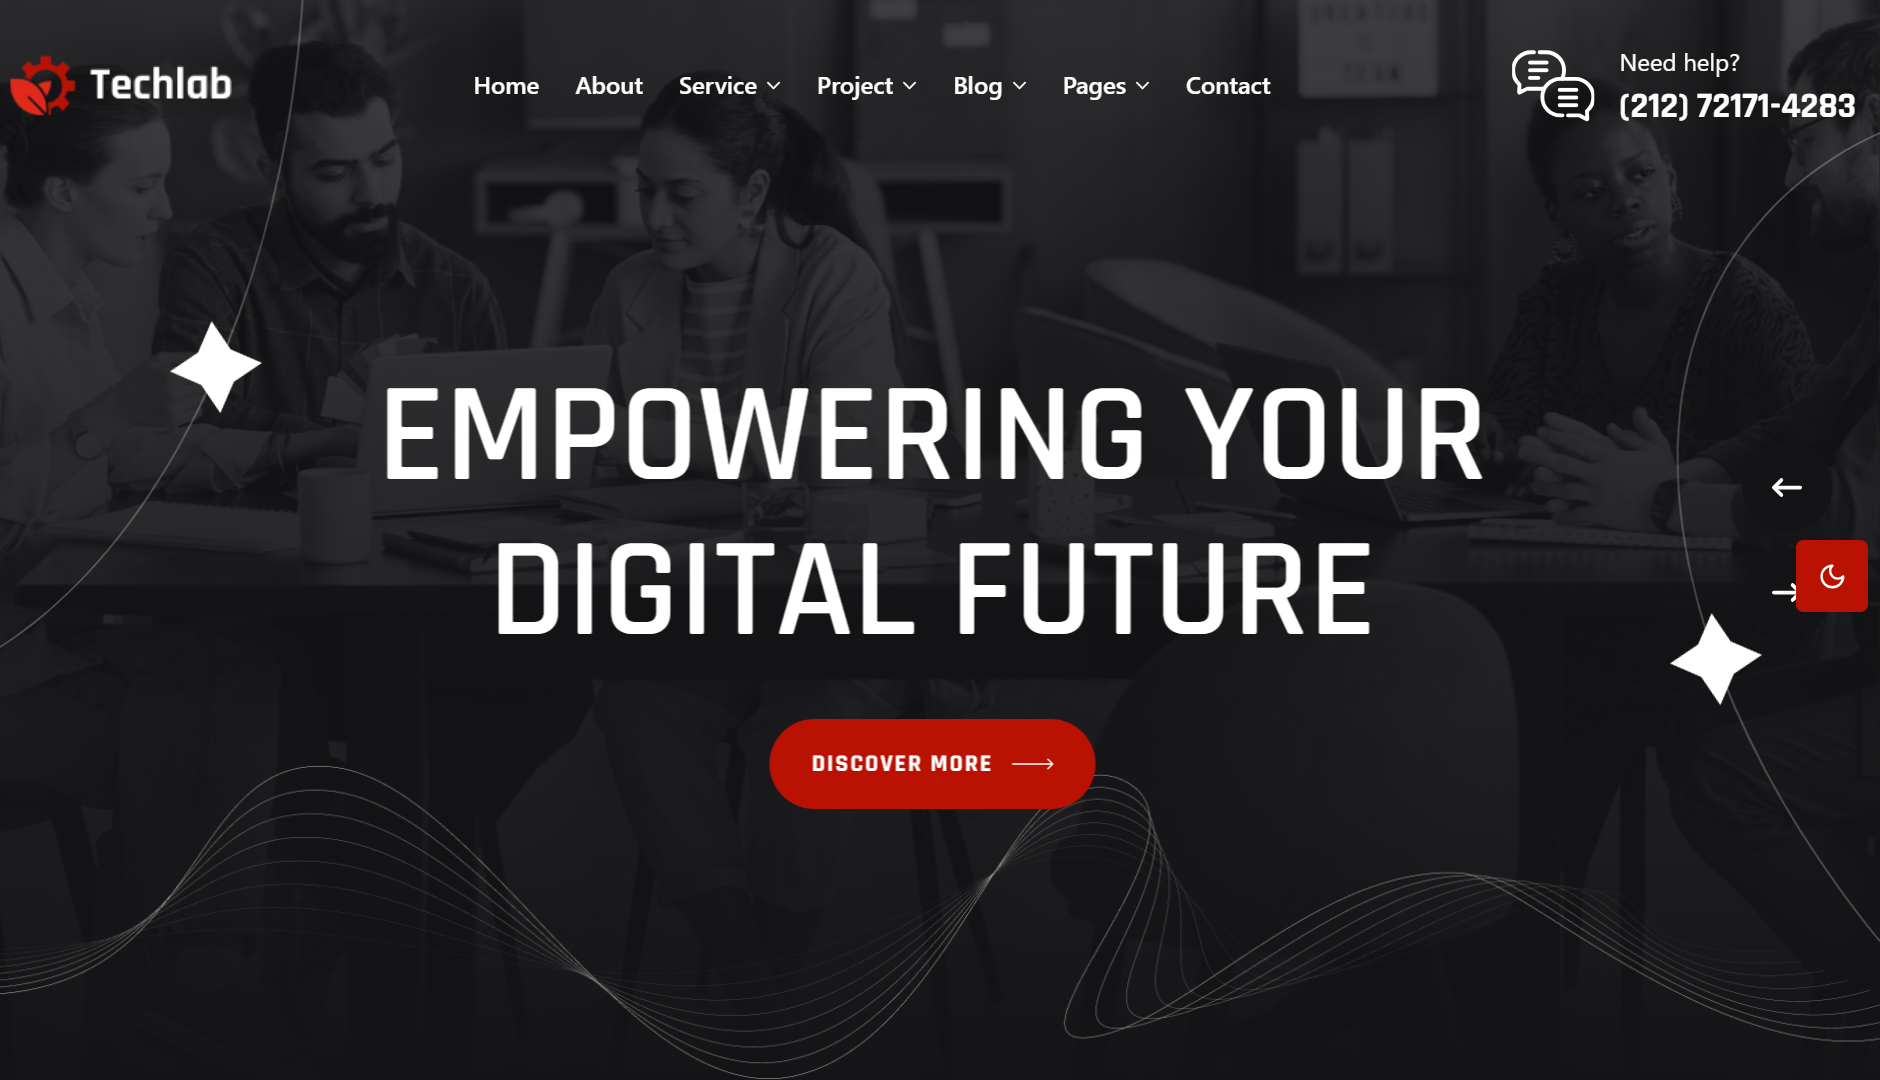 Techlab
Home About Service Project Blog Pages Contact
Need help?
(212) 72171-4283
EMPOWERING YOUR
DIGITAL FUTURE
DISCOVER MORE